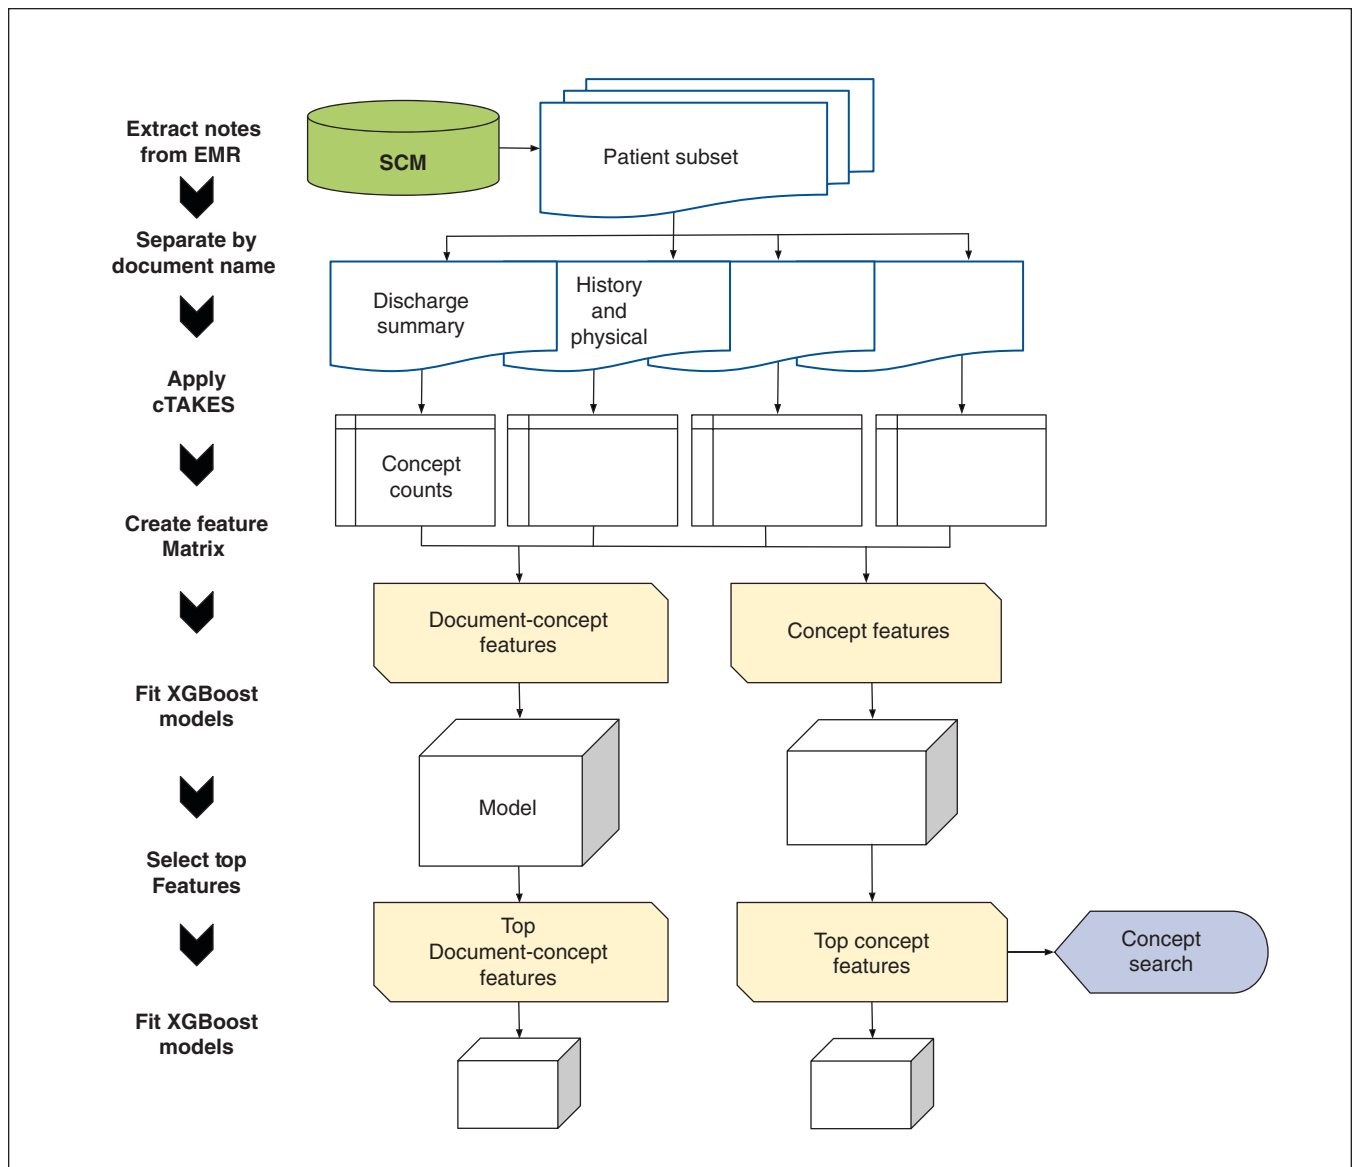 Extract notes
from EMR
SCM
Patient subset
Separate by
document name
Discharge
summary
History
and
physical
Apply
cTAKES
Concept
counts
Create feature
Matrix
Document-concept
features
Concept features
Fit XGBoost
models
Model
Select top
Features
Top
Document-concept
features
Top concept
features
Concept
search
Fit XGBoost
models